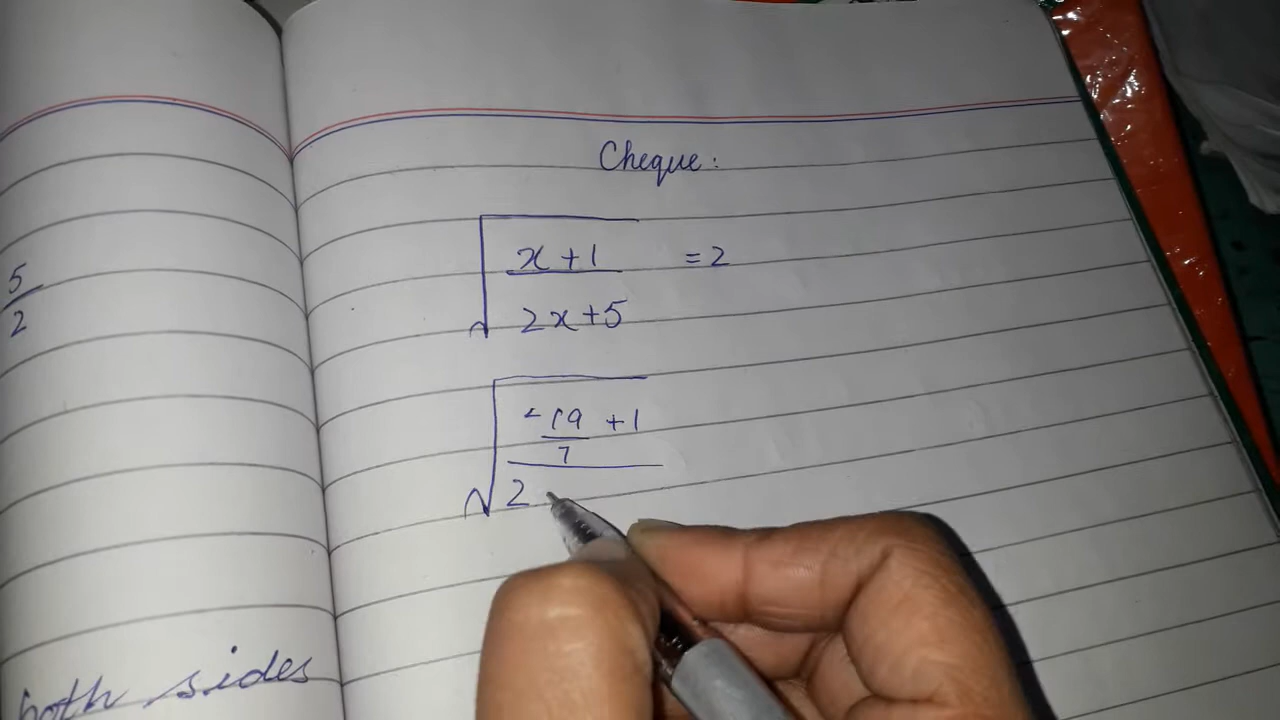 5
2
both sides
Cheque:
x+1 =2
2x+5
-19 +1
7
2